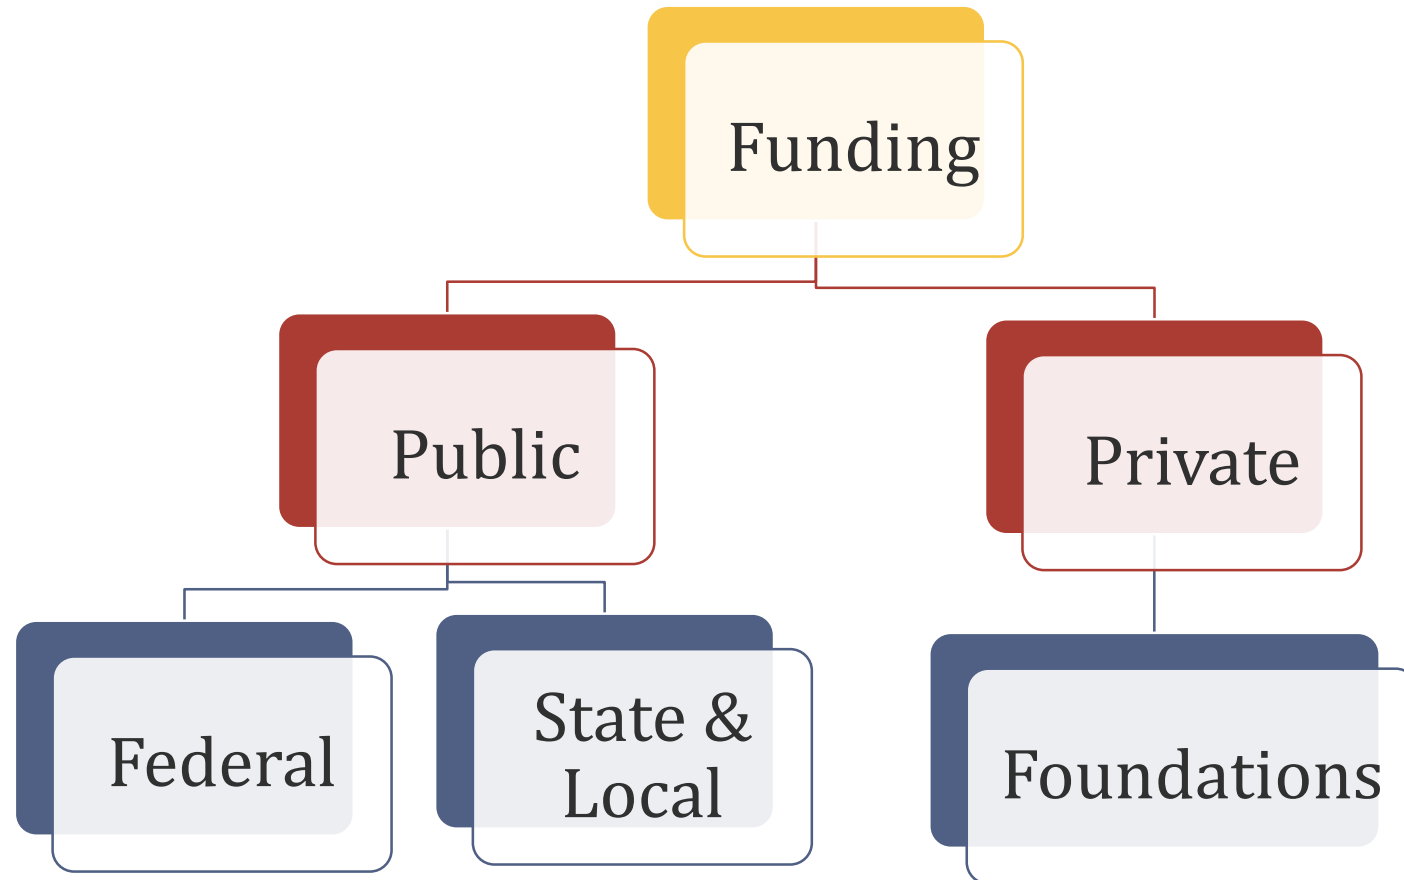 Funding
Public
Private
Federal
State &
Local
Foundations